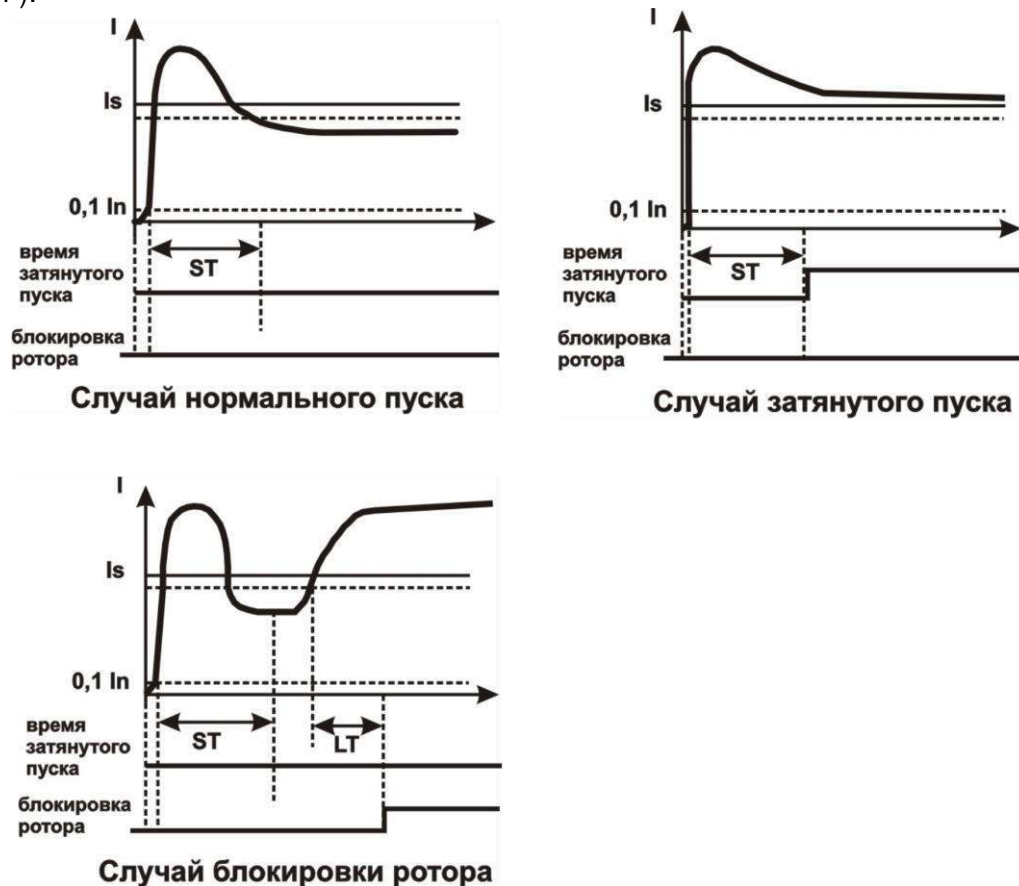 I
Is
0,1 In
ST
время
затянутого
пуска
блокировка
ротора
Случай нормального пуска
I
Is
0,1 In
ST
время
затянутого
пуска
блокировка
ротора
Случай затянутого пуска
I
Is
0,1 In
ST
LT
время
затянутого
пуска
блокировка
ротора
Случай блокировки ротора